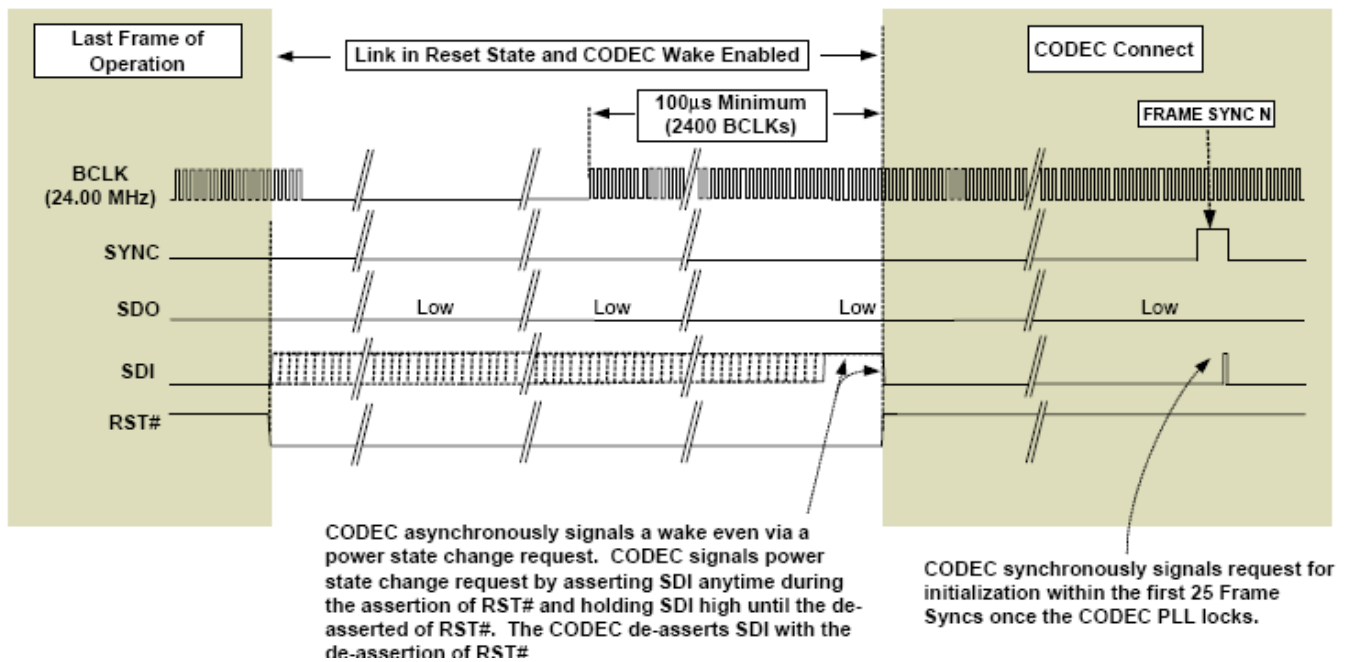 Last Frame of
Operation
Link in Reset State and CODEC Wake Enabled
CODEC Connect
100µs Minimum
(2400 BCLKs)
FRAME SYNC N
BCLK
(24.00 MHz)
SYNC
SDO
Low
Low
Low
Low
SDI
RST#
CODEC asynchronously signals a wake even via a
power state change request. CODEC signals power
state change request by asserting SDI anytime during
the assertion of RST# and holding SDI high until the de-
asserted of RST#. The CODEC de-asserts SDI with the
de-assertion of RST#
CODEC synchronously signals request for
initialization within the first 25 Frame
Syncs once the CODEC PLL locks.